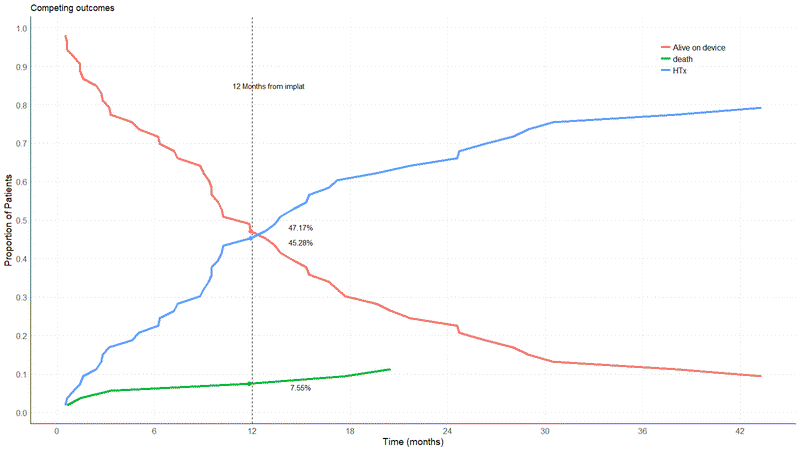 Competing outcomes
Proportion of Patients
1.0
0.9
0.8
0.7
0.6
0.5
0.4
0.3
0.2
0.1
0.0
12 Months from implat
47.17%
45.28%
7.55%
Alive on device
death
HTx
0 6 12 18 24 30 36 42
Time (months)